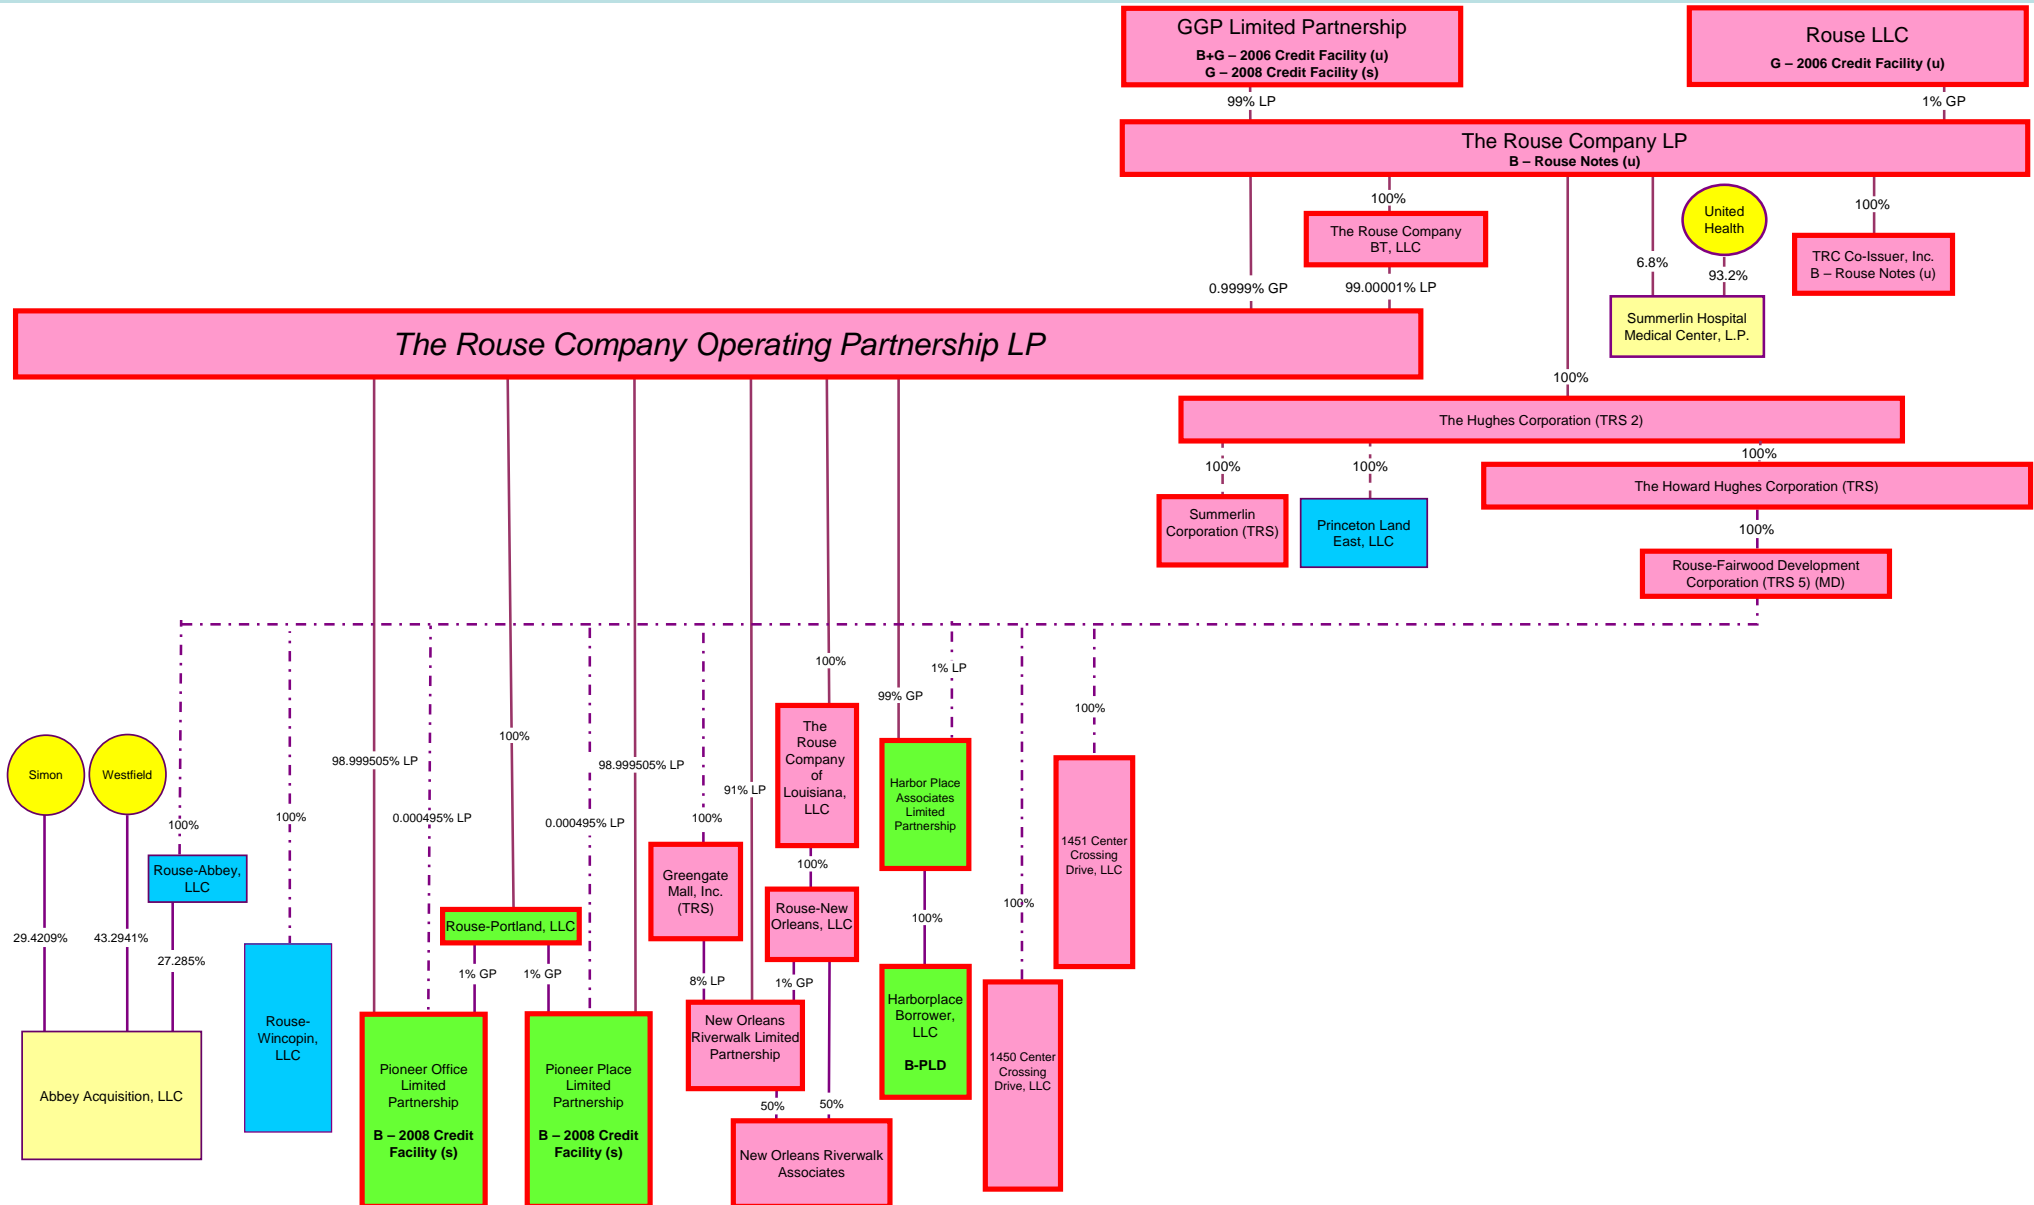 GGP Limited Partnership
B+G – 2006 Credit Facility (u)
G – 2008 Credit Facility (s)
Rouse LLC
G – 2006 Credit Facility (u)
99% LP
1% GP
The Rouse Company LP
B – Rouse Notes (u)
100%
The Rouse Company
BT, LLC
0.9999% GP
99.00001% LP
6.8%
United
Health
93.2%
Summerlin Hospital
Medical Center, L.P.
100%
TRC Co-Issuer, Inc.
B – Rouse Notes (u)
The Rouse Company Operating Partnership LP
100%
The Hughes Corporation (TRS 2)
100%
100%
100%
The Howard Hughes Corporation (TRS)
Summerlin
Corporation (TRS)
Princeton Land
East, LLC
100%
Rouse-Fairwood Development
Corporation (TRS 5) (MD)
Simon
Westfield
100%
Rouse-Abbey,
LLC
29.4209%
43.2941%
27.285%
Abbey Acquisition, LLC
100%
Rouse-
Wincopin,
LLC
98.999505% LP
0.000495% LP
100%
Rouse-Portland, LLC
1% GP
1% GP
0.000495% LP
98.999505% LP
Pioneer Office
Limited
Partnership
B – 2008 Credit
Facility (s)
Pioneer Place
Limited
Partnership
B – 2008 Credit
Facility (s)
100%
Greengate
Mall, Inc.
(TRS)
8% LP
91% LP
100%
The
Rouse
Company
of
Louisiana,
LLC
100%
Rouse-New
Orleans, LLC
1% GP
New Orleans
Riverwalk Limited
Partnership
50%
50%
New Orleans Riverwalk
Associates
99% GP
1% LP
Harbor Place
Associates
Limited
Partnership
100%
Harborplace
Borrower,
LLC
B-PLD
100%
1450 Center
Crossing
Drive, LLC
100%
1451 Center
Crossing
Drive, LLC